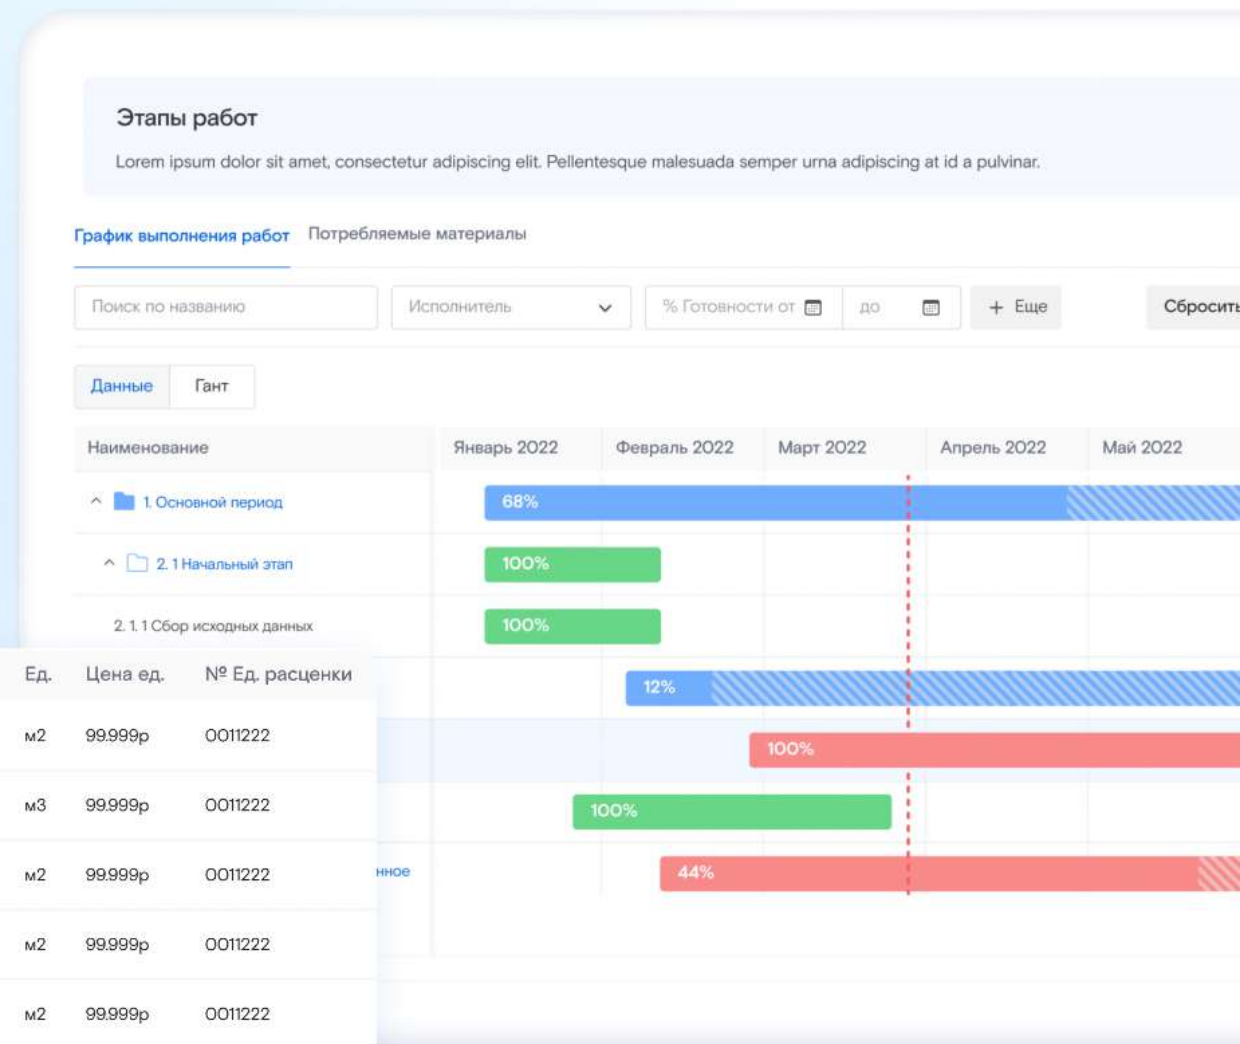 Этапы работ
Lorem ipsum dolor sit amet, consectetur adipiscing elit. Pellentesque malesuada semper urna adipiscing at id a pulvinar.
График выполнения работ Потребляемые материалы
Поиск по названию Исполнитель % Готовности от до + Еще Сбросить
Данные Гант
Наименование Январь 2022 Февраль 2022 Март 2022 Апрель 2022 Май 2022
1. Основной период 68%
2. 1 Начальный этап 100%
2. 1. 1 Сбор исходных данных 100%
Ед. Цена ед. № Ед. расценки
12%
м2 99.999р 0011222
100%
м3 99.999р 0011222
100%
м2 99.999р 0011222 нное 44%
м2 99.999р 0011222
м2 99.999р 0011222